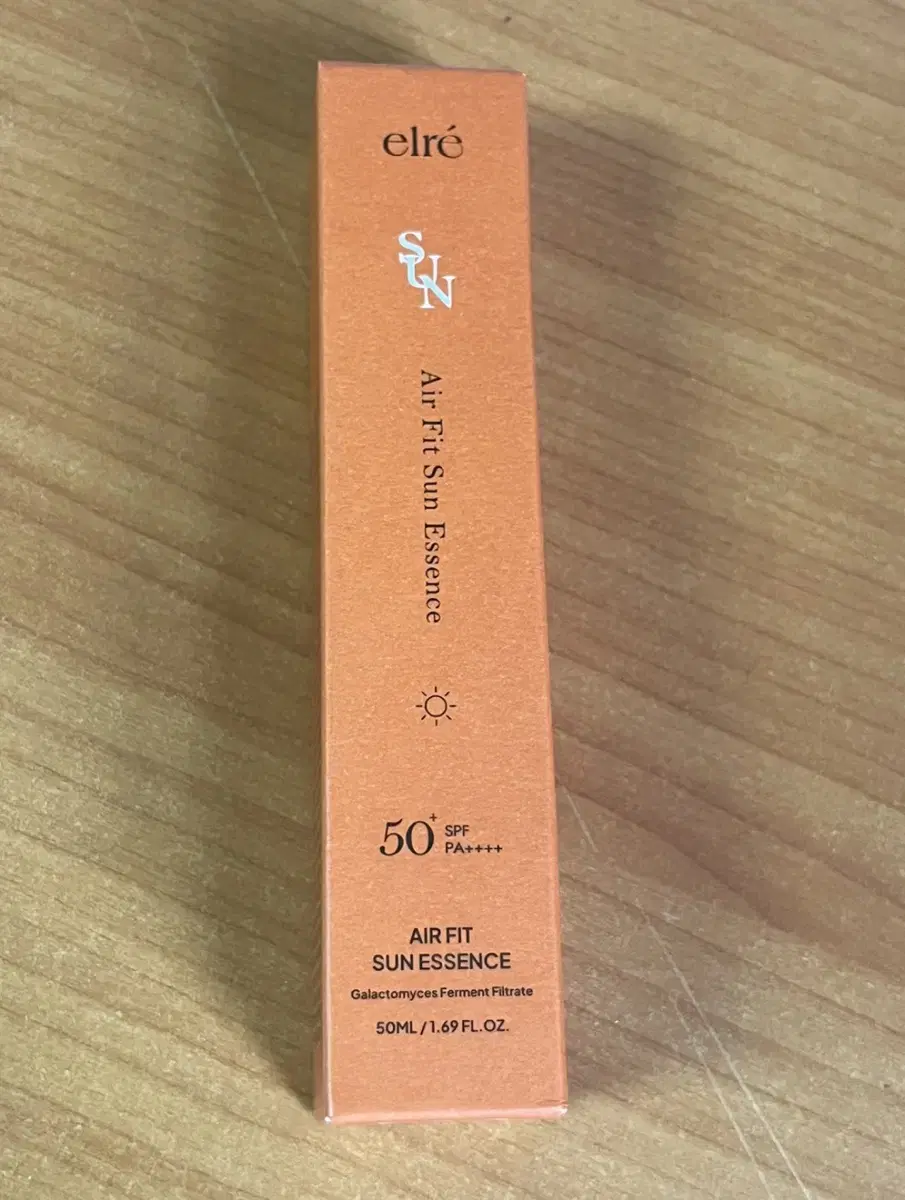 elré
SUN
Air Fit Sun Essence
50+ SPF
PA++++
AIR FIT
SUN ESSENCE
Galactomyces Ferment Filtrate
50ML / 1.69 FL.OZ.